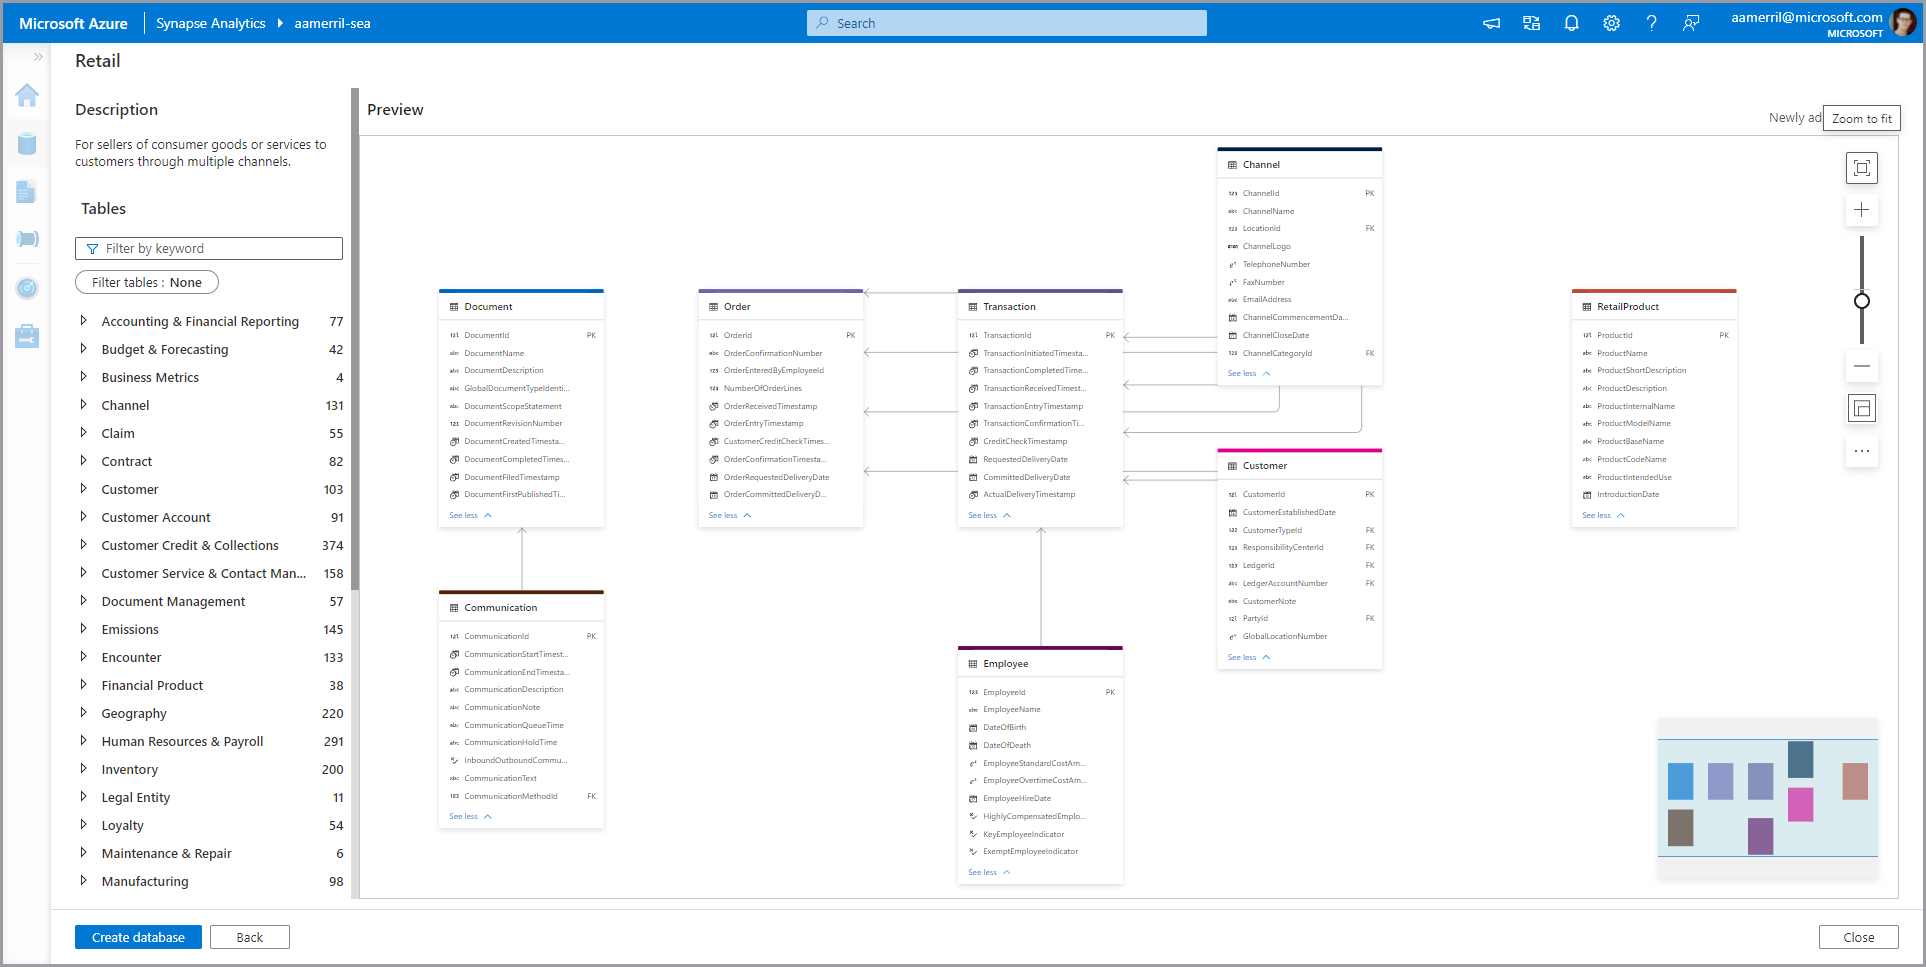 Microsoft Azure
Synapse Analytics
aamerril-sea
Search
aamerril@microsoft.com
MICROSOFT
Retail
Description
For sellers of consumer goods or services to
customers through multiple channels.
Tables
Filter by keyword
Filter tables : None
Accounting & Financial Reporting 77
Budget & Forecasting 42
Business Metrics 4
Channel 131
Claim 55
Contract 82
Customer 103
Customer Account 91
Customer Credit & Collections 374
Customer Service & Contact Man... 158
Document Management 57
Emissions 145
Encounter 133
Financial Product 38
Geography 220
Human Resources & Payroll 291
Inventory 200
Legal Entity 11
Loyalty 54
Maintenance & Repair 6
Manufacturing 98
Preview
Newly ad
Zoom to fit
Document
DocumentId PK
DocumentName
DocumentDescription
GlobalDocumentTypeIdenti...
DocumentScopeStatement
DocumentRevisionNumber
DocumentCreatedTimesta...
DocumentCompletedTimes...
DocumentFiledTimestamp
DocumentFirstPublishedTi...
See less
Communication
CommunicationId PK
CommunicationStartTimest...
CommunicationEndTimesta...
CommunicationDescription
CommunicationNote
CommunicationQueueTime
CommunicationHoldTime
InboundOutboundCommu...
CommunicationText
CommunicationMethodId FK
See less
Order
OrderId PK
OrderConfirmationNumber
OrderEnteredByEmployeeId
NumberOfOrderLines
OrderReceivedTimestamp
OrderEntryTimestamp
CustomerCreditCheckTimes...
OrderConfirmationTimesta...
OrderRequestedDeliveryDate
OrderCommittedDeliveryD...
See less
Transaction
TransactionId PK
TransactionInitiatedTimesta...
TransactionCompletedTime...
TransactionReceivedTimest...
TransactionEntryTimestamp
TransactionConfirmationTi...
CreditCheckTimestamp
RequestedDeliveryDate
CommittedDeliveryDate
ActualDeliveryTimestamp
See less
Employee
EmployeeId PK
EmployeeName
DateOfBirth
DateOfDeath
EmployeeStandardCostAm...
EmployeeOvertimeCostAm...
EmployeeHireDate
HighlyCompensatedEmplo...
KeyEmployeeIndicator
ExemptEmployeeIndicator
See less
Channel
ChannelId PK
ChannelName
LocationId FK
ChannelLogo
TelephoneNumber
FaxNumber
EmailAddress
ChannelCommencementDa...
ChannelCloseDate
ChannelCategoryId FK
See less
Customer
CustomerId PK
CustomerEstablishedDate
CustomerTypeId FK
ResponsibilityCenterId FK
LedgerId FK
LedgerAccountNumber FK
CustomerNote
PartyId FK
GlobalLocationNumber
See less
RetailProduct
ProductId PK
ProductName
ProductShortDescription
ProductDescription
ProductInternalName
ProductModelName
ProductBaseName
ProductCodeName
ProductIntendedUse
IntroductionDate
See less
Create database
Back
Close